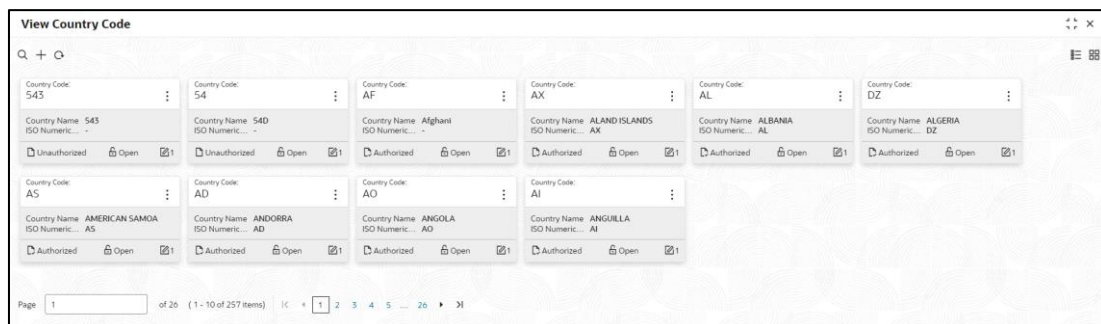 View Country Code
Country Code:
543
Country Name 543
ISO Numeric... -
Unauthorized Open 1
Country Code:
54
Country Name 54D
ISO Numeric... -
Unauthorized Open 1
Country Code:
AF
Country Name Afghani
ISO Numeric... -
Authorized Open 1
Country Code:
AX
Country Name ALAND ISLANDS
ISO Numeric... AX
Authorized Open 1
Country Code:
AL
Country Name ALBANIA
ISO Numeric... AL
Authorized Open 1
Country Code:
DZ
Country Name ALGERIA
ISO Numeric... DZ
Authorized Open 1
Country Code:
AS
Country Name AMERICAN SAMOA
ISO Numeric... AS
Authorized Open 1
Country Code:
AD
Country Name ANDORRA
ISO Numeric... AD
Authorized Open 1
Country Code:
AO
Country Name ANGOLA
ISO Numeric... AO
Authorized Open 1
Country Code:
AI
Country Name ANGUILLA
ISO Numeric... AI
Authorized Open 1
Page 1 of 26 (1 - 10 of 257 items) 1 2 3 4 5 ... 26